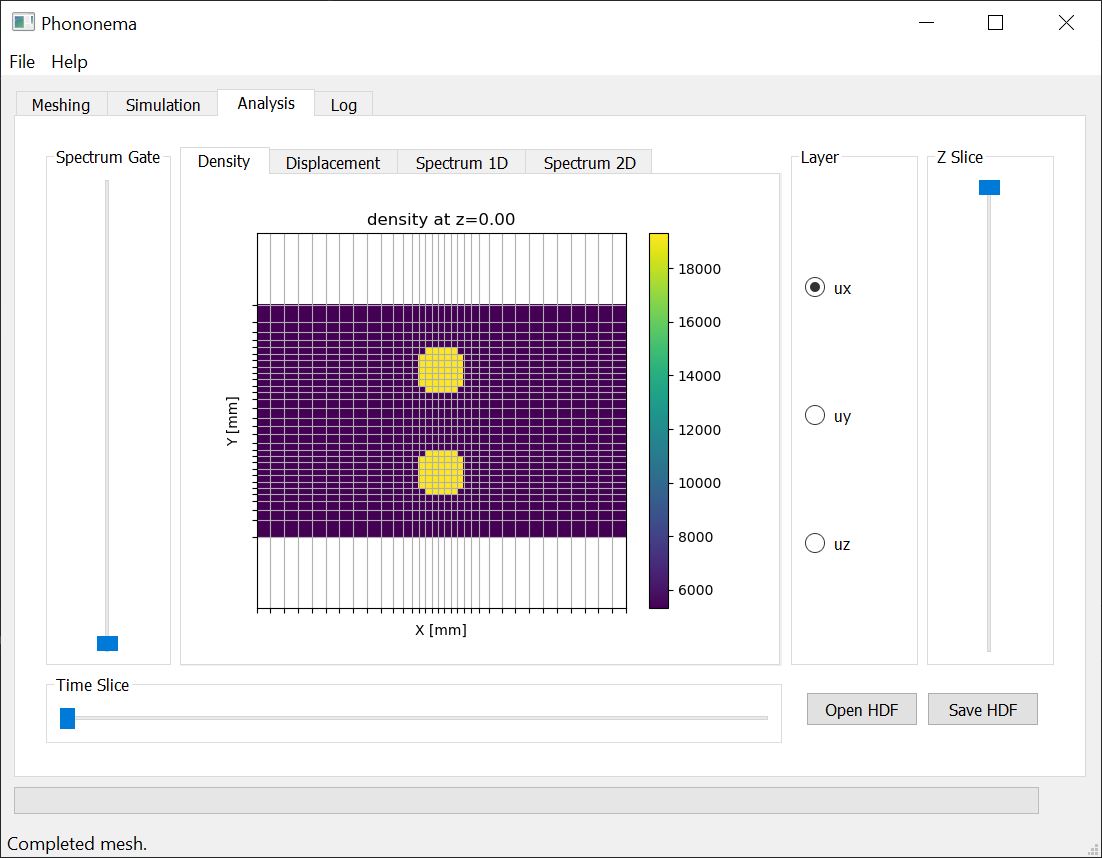 Phononema
File Help
Meshing Simulation Analysis Log
Spectrum Gate
Density Displacement Spectrum 1D Spectrum 2D
Layer
Z Slice
density at z=0.00
Y [mm]
X [mm]
18000
16000
14000
12000
10000
8000
6000
ux
uy
uz
Time Slice
Open HDF Save HDF
Completed mesh.